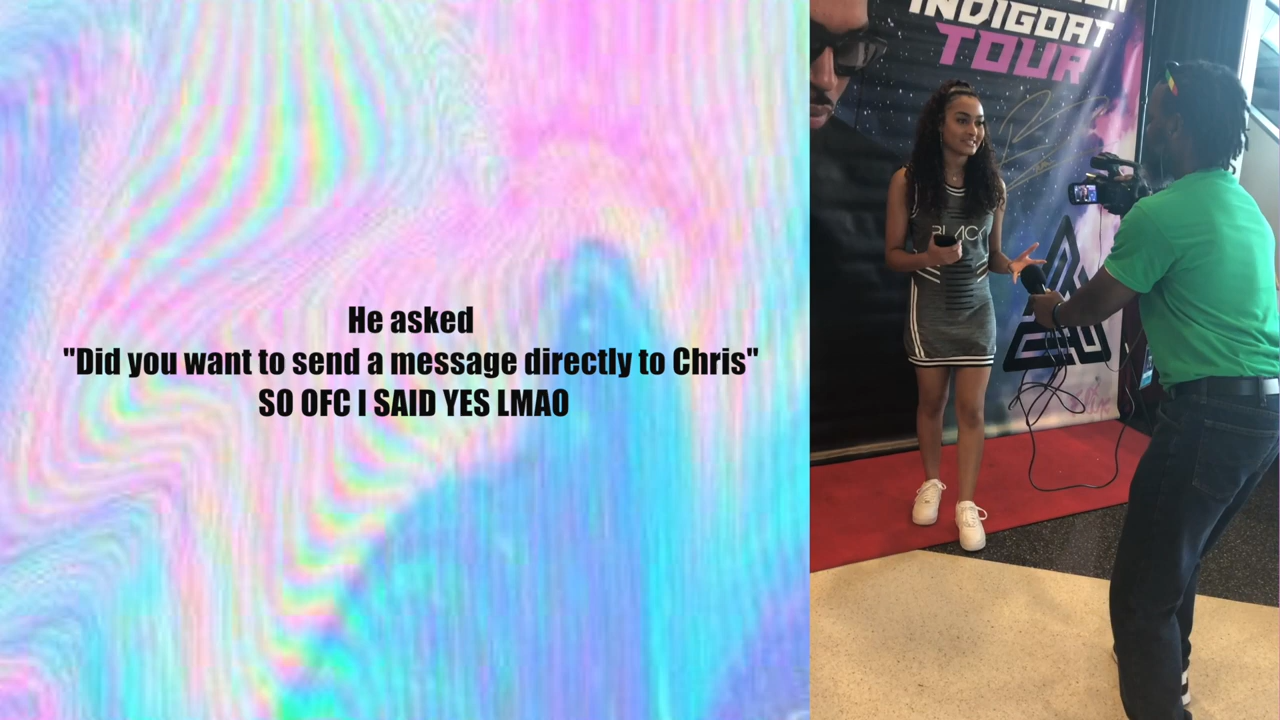 He asked
"Did you want to send a message directly to Chris"
SO OFC I SAID YES LMAO
INDIGOAT
TOUR
BLACK